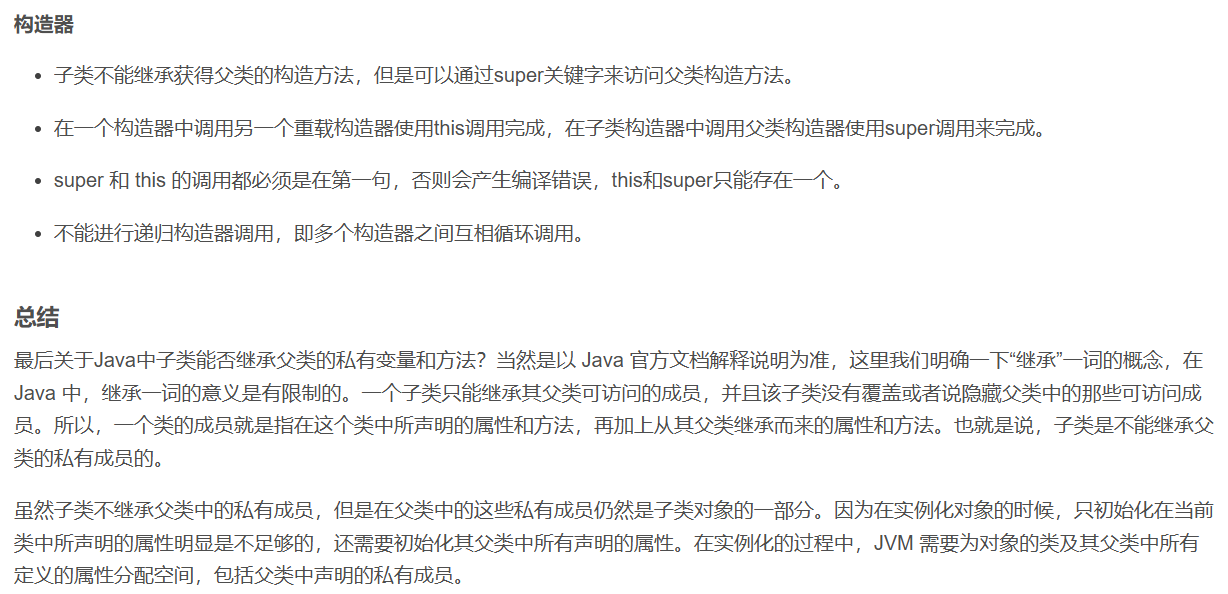 构造器
• 子类不能继承获得父类的构造方法，但是可以通过super关键字来访问父类构造方法。
• 在一个构造器中调用另一个重载构造器使用this调用完成，在子类构造器中调用父类构造器使用super调用来完成。
• super 和 this 的调用都必须是在第一句，否则会产生编译错误，this和super只能存在一个。
• 不能进行递归构造器调用，即多个构造器之间互相循环调用。
总结
最后关于Java中子类能否继承父类的私有变量和方法？当然是以 Java 官方文档解释说明为准，这里我们明确一下“继承”一词的概念，在
Java 中，继承一词的意义是有限制的。一个子类只能继承其父类可访问的成员，并且该子类没有覆盖或者说隐藏父类中的那些可访问成
员。所以，一个类的成员就是指在这个类中所声明的属性和方法，再加上从其父类继承而来的属性和方法。也就是说，子类是不能继承父
类的私有成员的。
虽然子类不继承父类中的私有成员，但是在父类中的这些私有成员仍然是子类对象的一部分。因为在实例化对象的时候，只初始化在当前
类中所声明的属性明显是不足够的，还需要初始化其父类中所有声明的属性。在实例化的过程中，JVM 需要为对象的类及其父类中所有
定义的属性分配空间，包括父类中声明的私有成员。